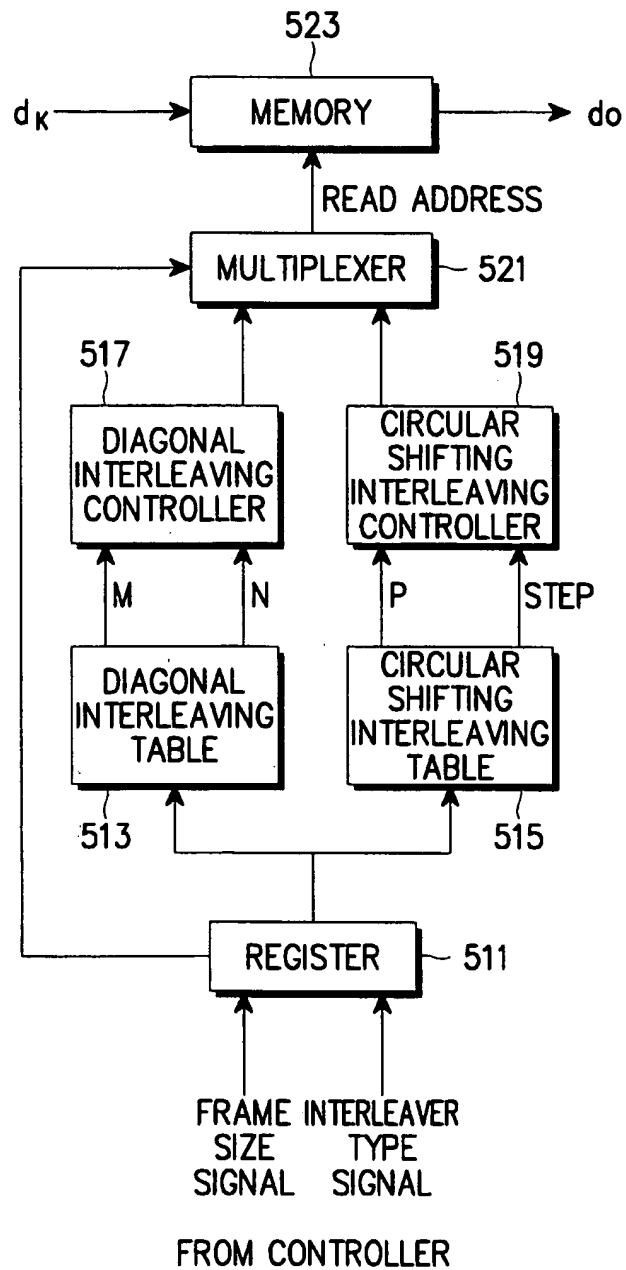 523
dK
MEMORY
do
READ ADDRESS
MULTIPLEXER
521
517
519
DIAGONAL
INTERLEAVING
CONTROLLER
CIRCULAR
SHIFTING
INTERLEAVING
CONTROLLER
M
N
P
STEP
DIAGONAL
INTERLEAVING
TABLE
CIRCULAR
SHIFTING
INTERLEAVING
TABLE
513
515
REGISTER
511
FRAME
SIZE
SIGNAL
INTERLEAVER
TYPE
SIGNAL
FROM CONTROLLER